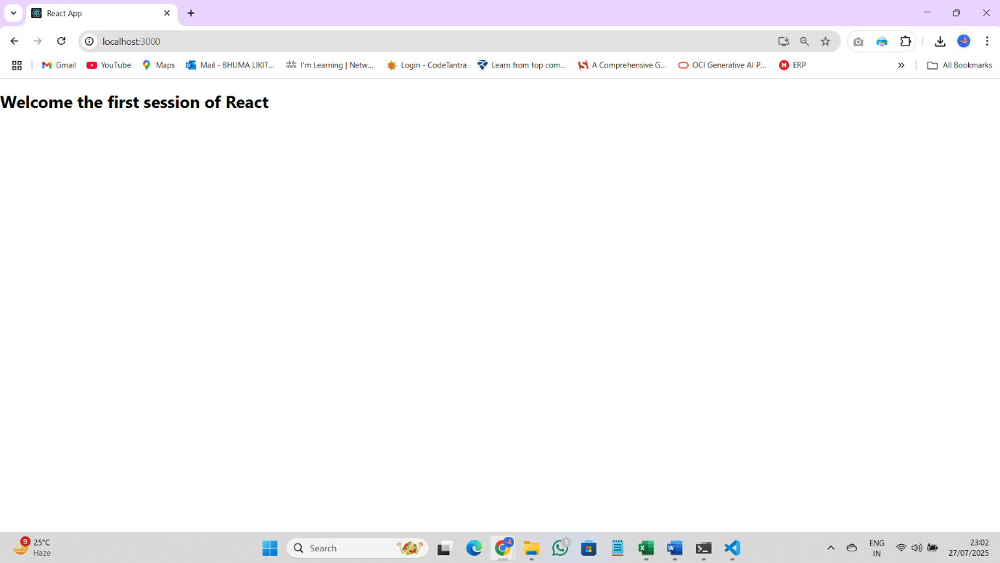 React App
localhost:3000
Gmail
YouTube
Maps
Mail - BHUMA LIKIT...
I'm Learning | Netw...
Login - CodeTantra
Learn from top com...
A Comprehensive G...
OCI Generative AI P...
M
ERP
All Bookmarks
Welcome the first session of React
9
25°C
Haze
Search
1
ENG
IN
23:02
27/07/2025